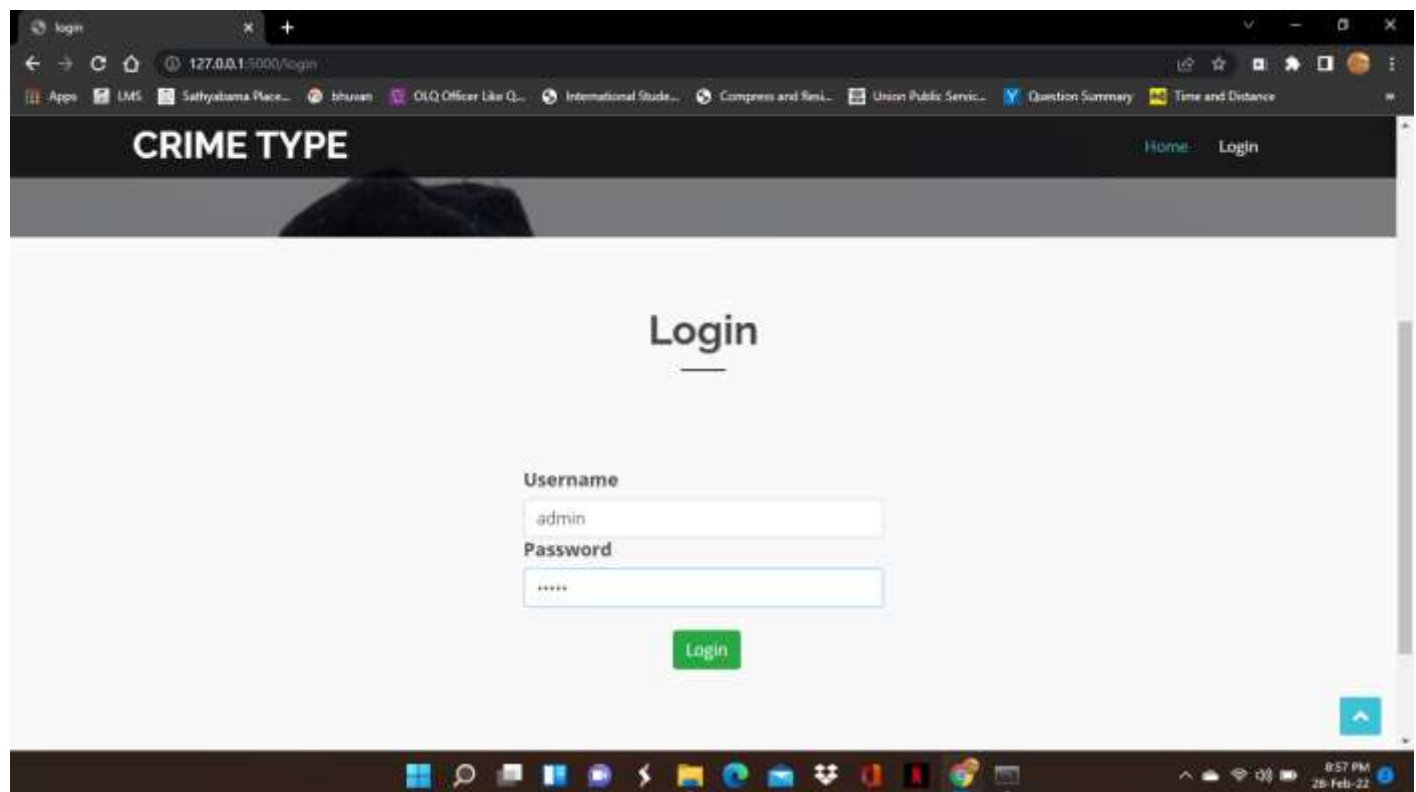 login
127.0.0.1:5000/login
Apps LMS Sathyabama Place... bhuvan OLQ Officer Like Q... International Stude... Compress and Resi... Union Public Servic... Question Summary Time and Distance
CRIME TYPE
Home Login
Login
Username
admin
Password
•••••
Login
8:57 PM
26-Feb-22